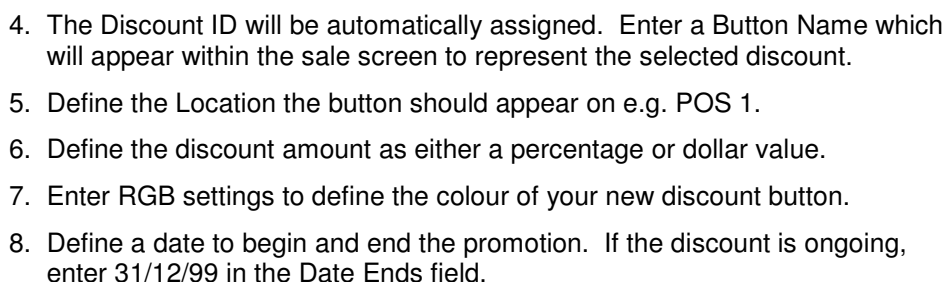 4. The Discount ID will be automatically assigned.  Enter a Button Name which
will appear within the sale screen to represent the selected discount.
5. Define the Location the button should appear on e.g. POS 1.
6. Define the discount amount as either a percentage or dollar value.
7. Enter RGB settings to define the colour of your new discount button.
8. Define a date to begin and end the promotion.  If the discount is ongoing,
enter 31/12/99 in the Date Ends field.